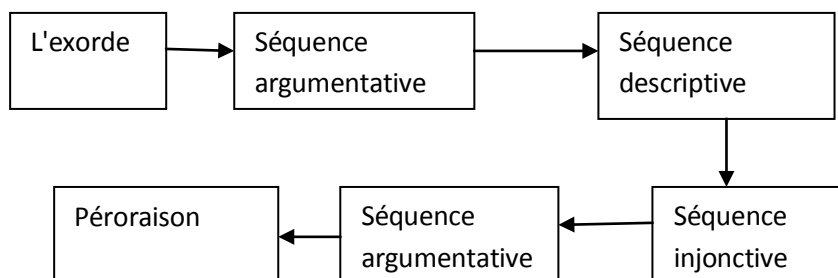 L'exorde
Séquence
argumentative
Séquence
descriptive
Séquence
injonctive
Séquence
argumentative
Péroraison